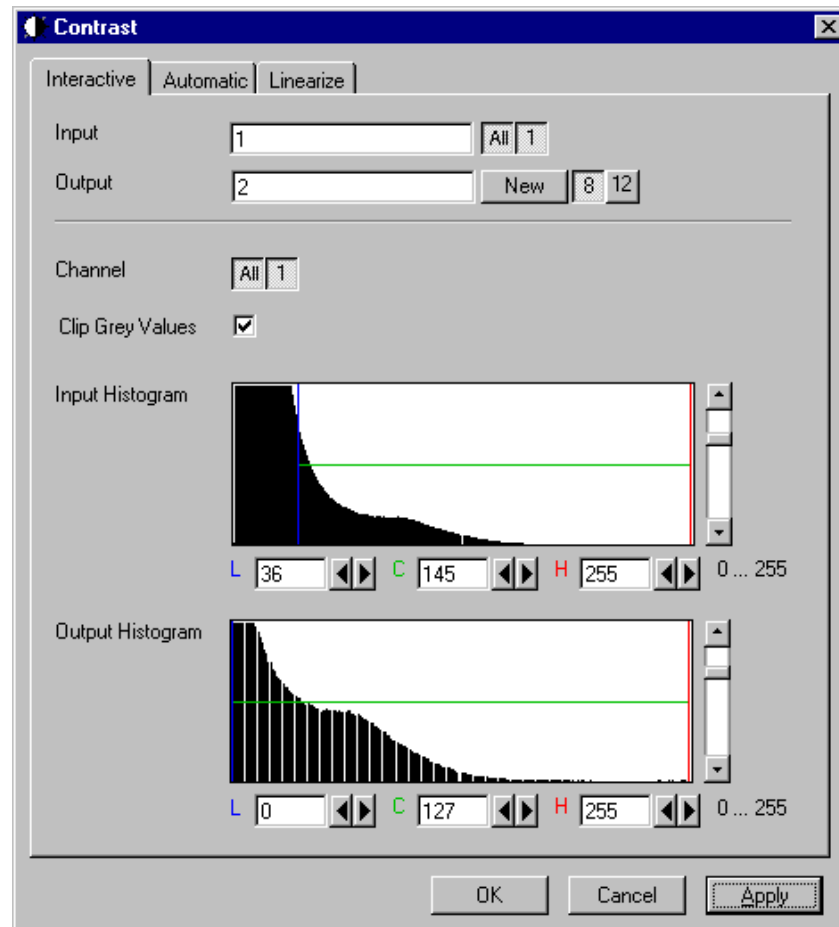 Contrast
Interactive Automatic Linearize
Input 1 All 1
Output 2 New 8 12
Channel All 1
Clip Grey Values
Input Histogram
L 36 C 145 H 255 0 ... 255
Output Histogram
L 0 C 127 H 255 0 ... 255
OK Cancel Apply